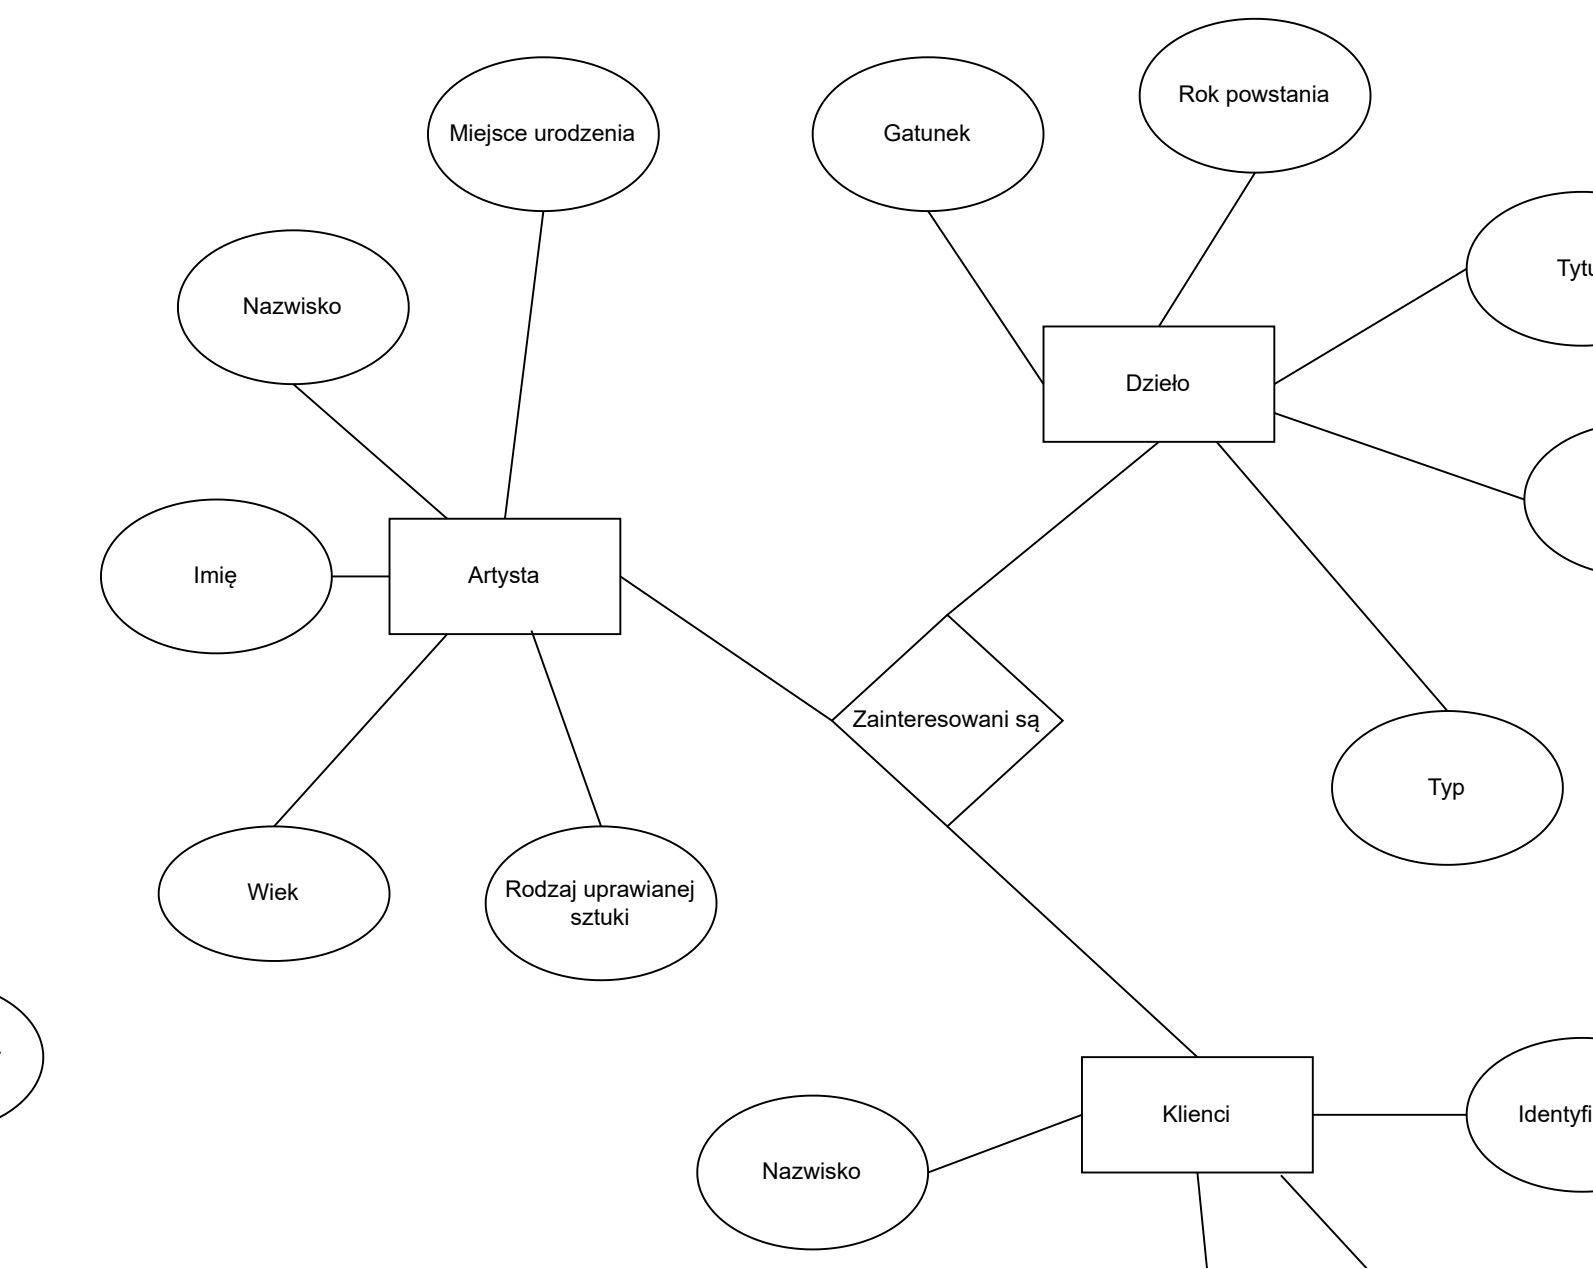 Rok powstania
Miejsce urodzenia
Gatunek
Nazwisko
Dzieło
Imię
Artysta
Zainteresowani są
Typ
Wiek
Rodzaj uprawianej
sztuki
Klienci
Nazwisko